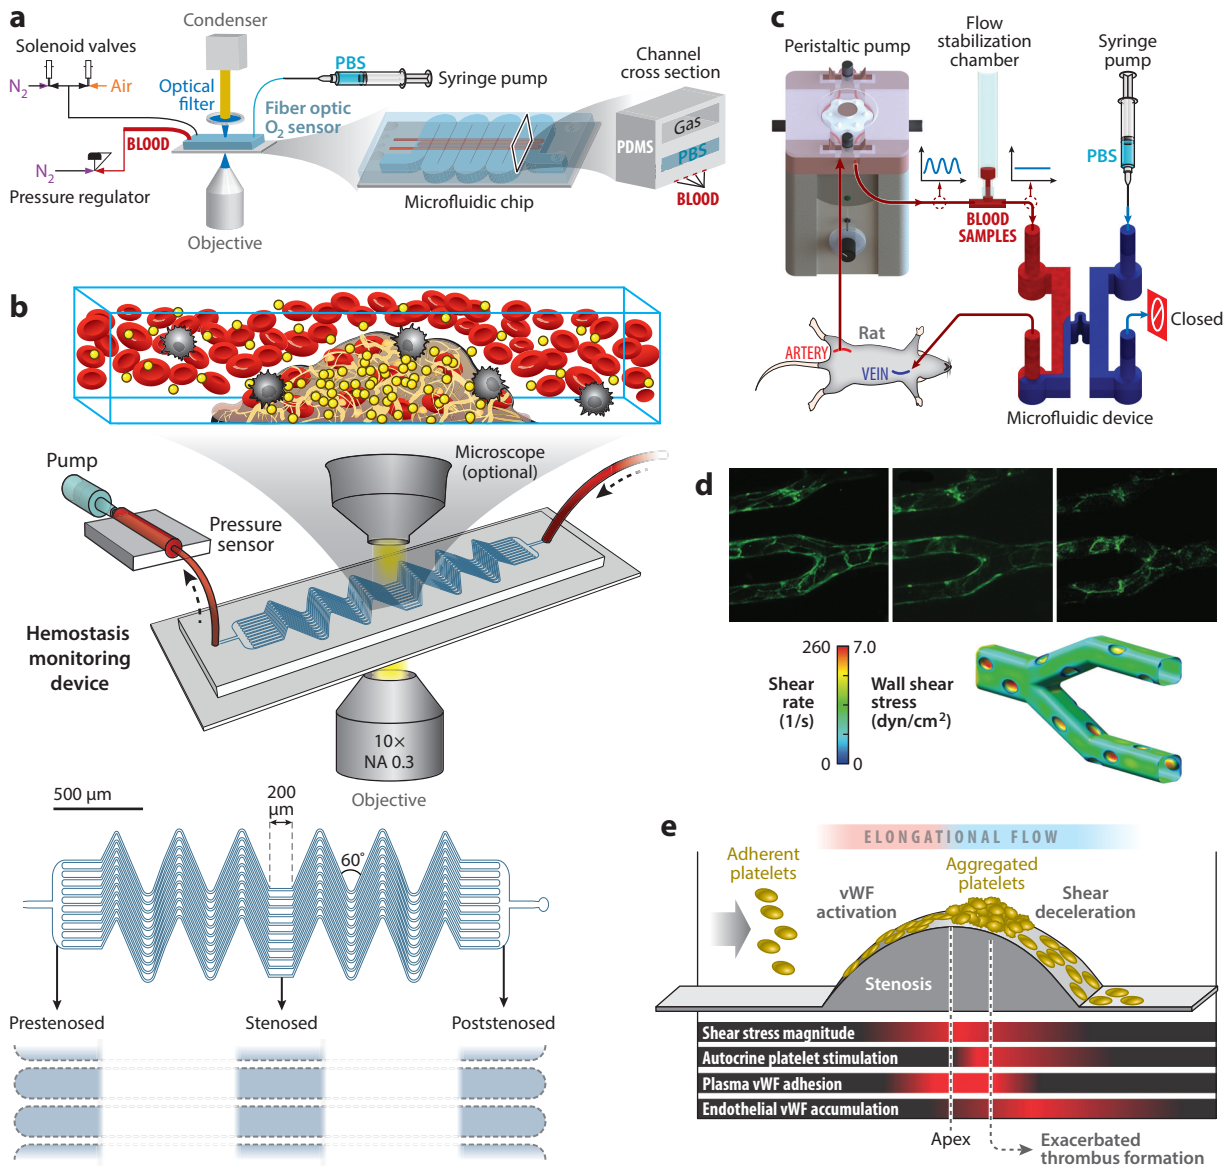 a
Condenser
Solenoid valves
N2
Air
Optical
filter
PBS
Syringe pump
Fiber optic
O2 sensor
BLOOD
N2
Pressure regulator
Objective
Microfluidic chip
Channel
cross section
Gas
PDMS
PBS
BLOOD
b
Microscope
(optional)
Pump
Pressure
sensor
Hemostasis
monitoring
device
10×
NA 0.3
Objective
500 µm
200
µm
60°
Prestenosed
Stenosed
Poststenosed
c
Peristaltic pump
Flow
stabilization
chamber
Syringe
pump
PBS
BLOOD
SAMPLES
Closed
Rat
ARTERY
VEIN
Microfluidic device
d
260
7.0
Shear
rate
(1/s)
Wall shear
stress
(dyn/cm2)
0
0
e
ELONGATIONAL FLOW
Adherent
platelets
vWF
activation
Aggregated
platelets
Shear
deceleration
Stenosis
Shear stress magnitude
Autocrine platelet stimulation
Plasma vWF adhesion
Endothelial vWF accumulation
Apex
Exacerbated
thrombus formation